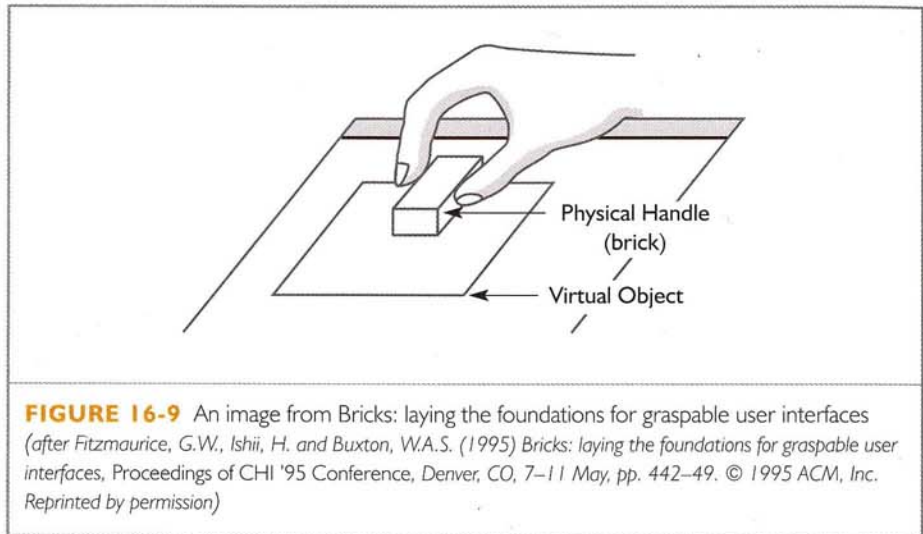 Physical Handle
(brick)
Virtual Object
FIGURE 16-9 An image from Bricks: laying the foundations for graspable user interfaces
(after Fitzmaurice, G.W., Ishii, H. and Buxton, W.A.S. (1995) Bricks: laying the foundations for graspable user
interfaces, Proceedings of CHI '95 Conference, Denver, CO, 7–11 May, pp. 442–49. © 1995 ACM, Inc.
Reprinted by permission)